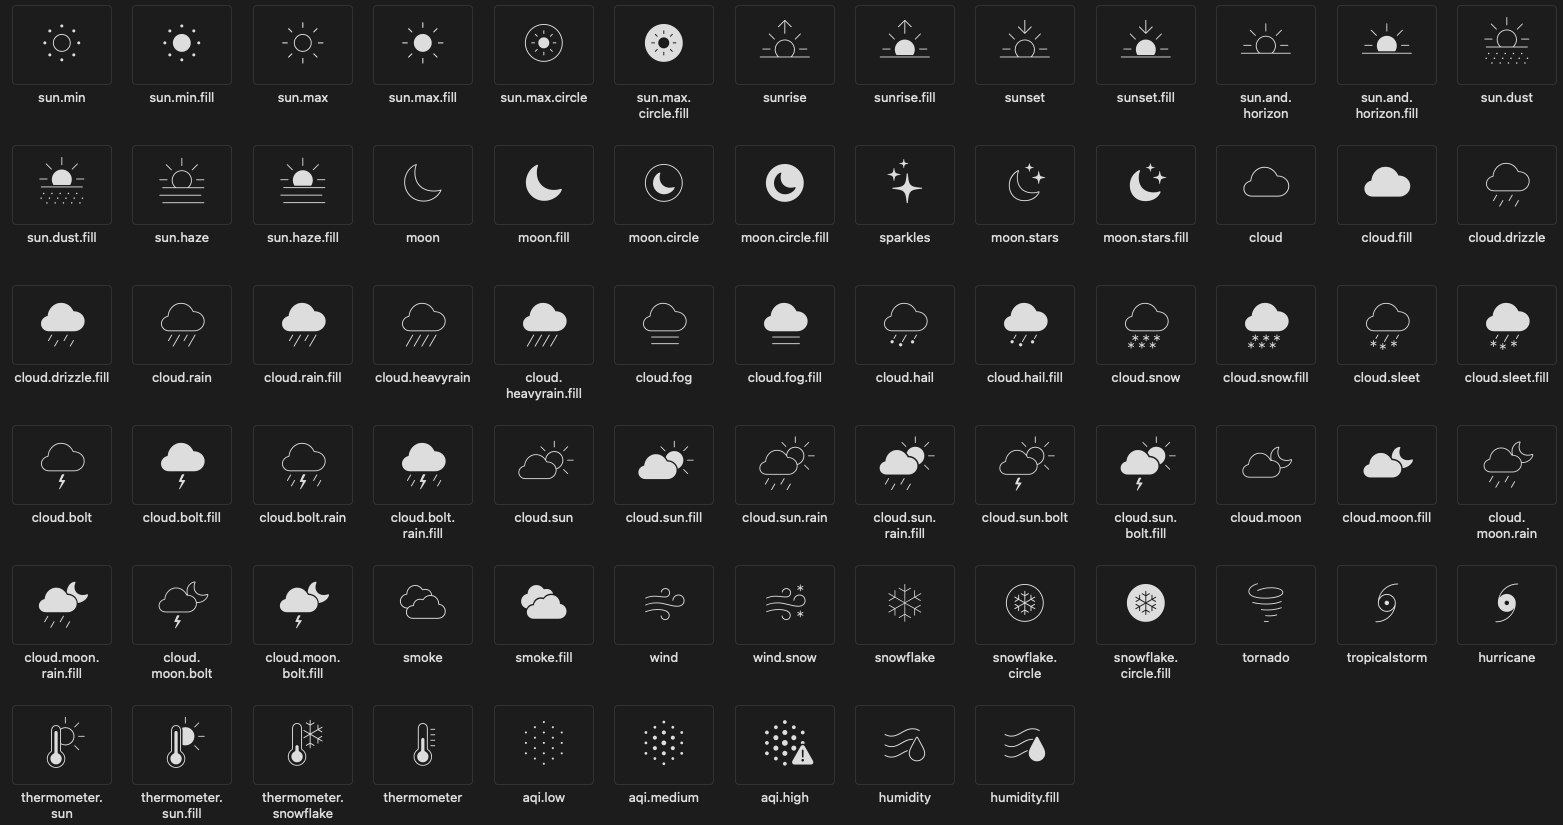 sun.min
sun.min.fill
sun.max
sun.max.fill
sun.max.circle
sun.max.
circle.fill
sunrise
sunrise.fill
sunset
sunset.fill
sun.and.
horizon
sun.and.
horizon.fill
sun.dust
sun.dust.fill
sun.haze
sun.haze.fill
moon
moon.fill
moon.circle
moon.circle.fill
sparkles
moon.stars
moon.stars.fill
cloud
cloud.fill
cloud.drizzle
cloud.drizzle.fill
cloud.rain
cloud.rain.fill
cloud.heavyrain
cloud.
heavyrain.fill
cloud.fog
cloud.fog.fill
cloud.hail
cloud.hail.fill
cloud.snow
cloud.snow.fill
cloud.sleet
cloud.sleet.fill
cloud.bolt
cloud.bolt.fill
cloud.bolt.rain
cloud.bolt.
rain.fill
cloud.sun
cloud.sun.fill
cloud.sun.rain
cloud.sun.
rain.fill
cloud.sun.bolt
cloud.sun.
bolt.fill
cloud.moon
cloud.moon.fill
cloud.
moon.rain
cloud.moon.
rain.fill
cloud.
moon.bolt
cloud.moon.
bolt.fill
smoke
smoke.fill
wind
wind.snow
snowflake
snowflake.
circle
snowflake.
circle.fill
tornado
tropicalstorm
hurricane
thermometer.
sun
thermometer.
sun.fill
thermometer.
snowflake
thermometer
aqi.low
aqi.medium
aqi.high
humidity
humidity.fill